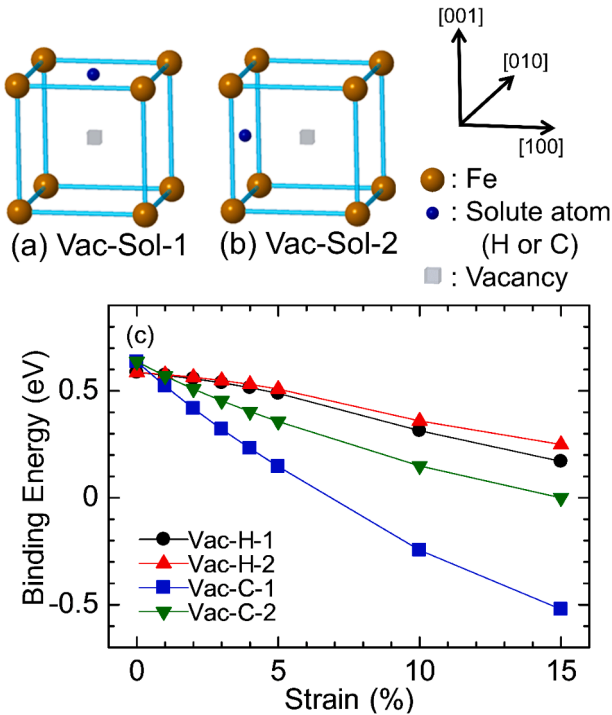 [001]
[010]
[100]
(a) Vac-Sol-1
(b) Vac-Sol-2
: Fe
: Solute atom
(H or C)
: Vacancy
(c)
Binding Energy (eV)
0.5
0
−0.5
Vac-H-1
Vac-H-2
Vac-C-1
Vac-C-2
0 5 10 15
Strain (%)